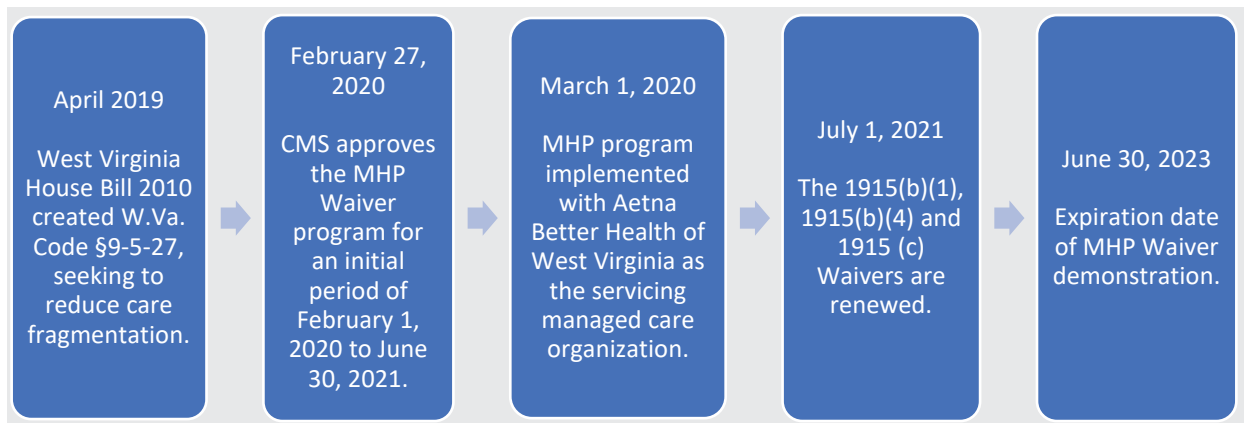 April 2019
West Virginia
House Bill 2010
created W.Va.
Code §9-5-27,
seeking to
reduce care
fragmentation.
February 27,
2020
CMS approves
the MHP
Waiver
program for
an initial
period of
February 1,
2020 to June
30, 2021.
March 1, 2020
MHP program
implemented
with Aetna
Better Health of
West Virginia as
the servicing
managed care
organization.
July 1, 2021
The 1915(b)(1),
1915(b)(4) and
1915 (c)
Waivers are
renewed.
June 30, 2023
Expiration date
of MHP Waiver
demonstration.